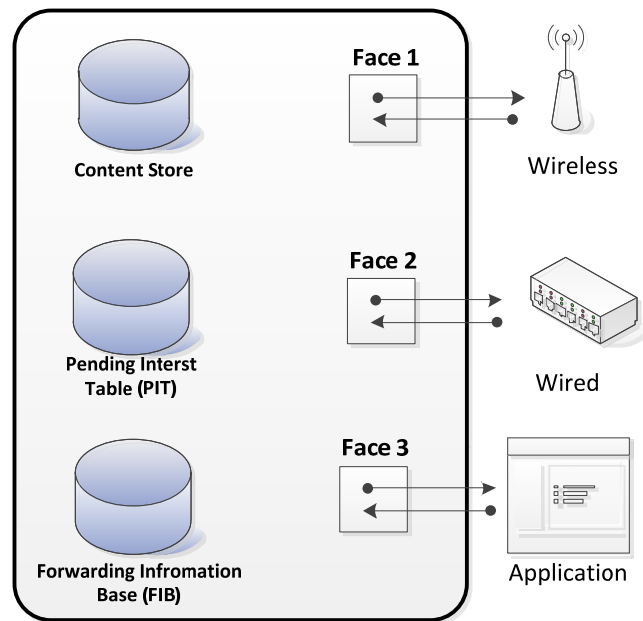 Face 1
Content Store
Wireless
Face 2
Pending Interst
Table (PIT)
Wired
Face 3
Forwarding Infromation
Base (FIB)
Application